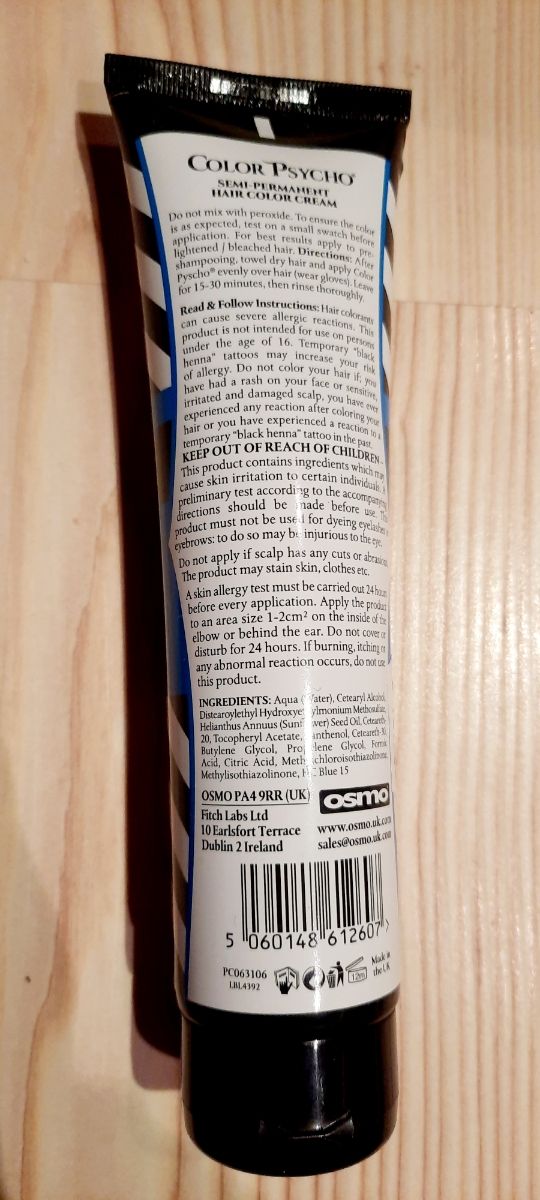 COLOR PSYCHO®
SEMI-PERMANENT
HAIR COLOR CREAM
Do not mix with peroxide. To ensure the color
is as expected, test on a small swatch before
application. For best results apply to pre-
lightened / bleached hair. Directions: After
shampooing, towel dry hair and apply Color
Pyscho® evenly over hair (wear gloves). Leave
for 15-30 minutes, then rinse thoroughly.
Read & Follow Instructions: Hair colorants
can cause severe allergic reactions. This
product is not intended for use on persons
under the age of 16. Temporary "black
henna" tattoos may increase your risk
of allergy. Do not color your hair if: you
have had a rash on your face or sensitive,
irritated and damaged scalp, you have ever
experienced any reaction after coloring your
hair or you have experienced a reaction to a
temporary "black henna" tattoo in the past.
KEEP OUT OF REACH OF CHILDREN -
This product contains ingredients which may
cause skin irritation to certain individuals. A
preliminary test according to the accompanying
directions should be made before use. This
product must not be used for dyeing eyelashes or
eyebrows: to do so may be injurious to the eye.
Do not apply if scalp has any cuts or abrasions.
The product may stain skin, clothes etc.
A skin allergy test must be carried out 24 hours
before every application. Apply the product
to an area size 1-2cm² on the inside of the
elbow or behind the ear. Do not cover or
disturb for 24 hours. If burning, itching or
any abnormal reaction occurs, do not use
this product.
INGREDIENTS: Aqua (Water), Cetearyl Alcohol,
Distearoylethyl Hydroxyethylmonium Methosulfate,
Helianthus Annuus (Sunflower) Seed Oil, Ceteareth-
20, Tocopheryl Acetate, Panthenol, Ceteareth-30,
Butylene Glycol, Propylene Glycol, Formic
Acid, Citric Acid, Methylchloroisothiazolinone,
Methylisothiazolinone, HC Blue 15
OSMO PA4 9RR (UK)
Fitch Labs Ltd
10 Earlsfort Terrace
Dublin 2 Ireland
osmo
www.osmo.uk.com
sales@osmo.uk.com
5 060148 612607 >
PC063106
LBL4392
12m
Made in
the UK